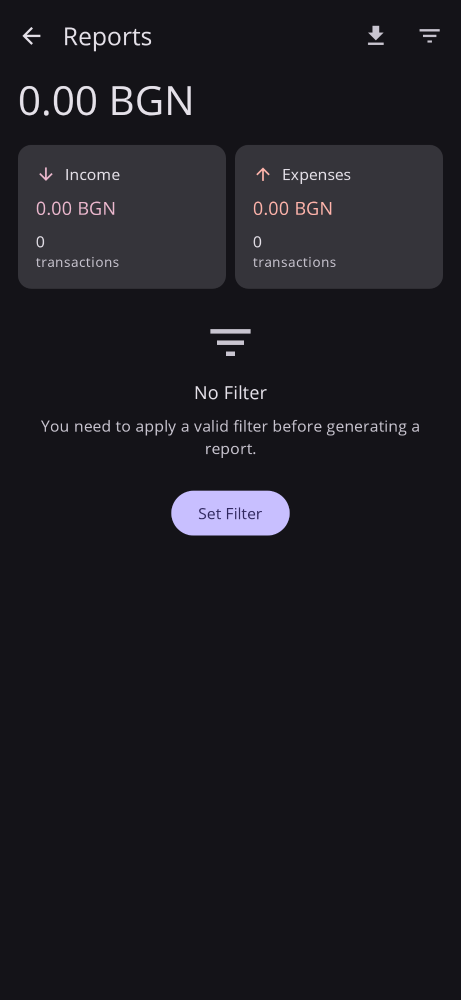 Reports
0.00 BGN
Income
0.00 BGN
0
transactions
Expenses
0.00 BGN
0
transactions
No Filter
You need to apply a valid filter before generating a
report.
Set Filter